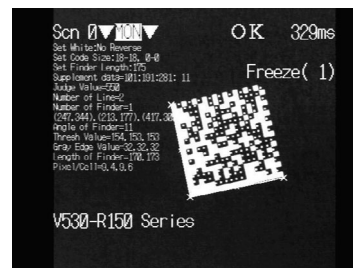 Scn 0▼MON▼ OK 329ms
Set White:No Reverse
Set Code Size:18-18, 0-0
Set Finder Length:175
Freeze( 1)
Supplement data=101:191:281: 11
Judge Value=550
Number of Line=2
Number of Finder=1
(247.344).(213.177).(417.30
Angle of Finder=11
Thresh Value=154.153.153
Gray Edge Value=32.32.32
Length of Finder=170.173
Pixel/Cell=9.4,9.6
V530-R150 Series